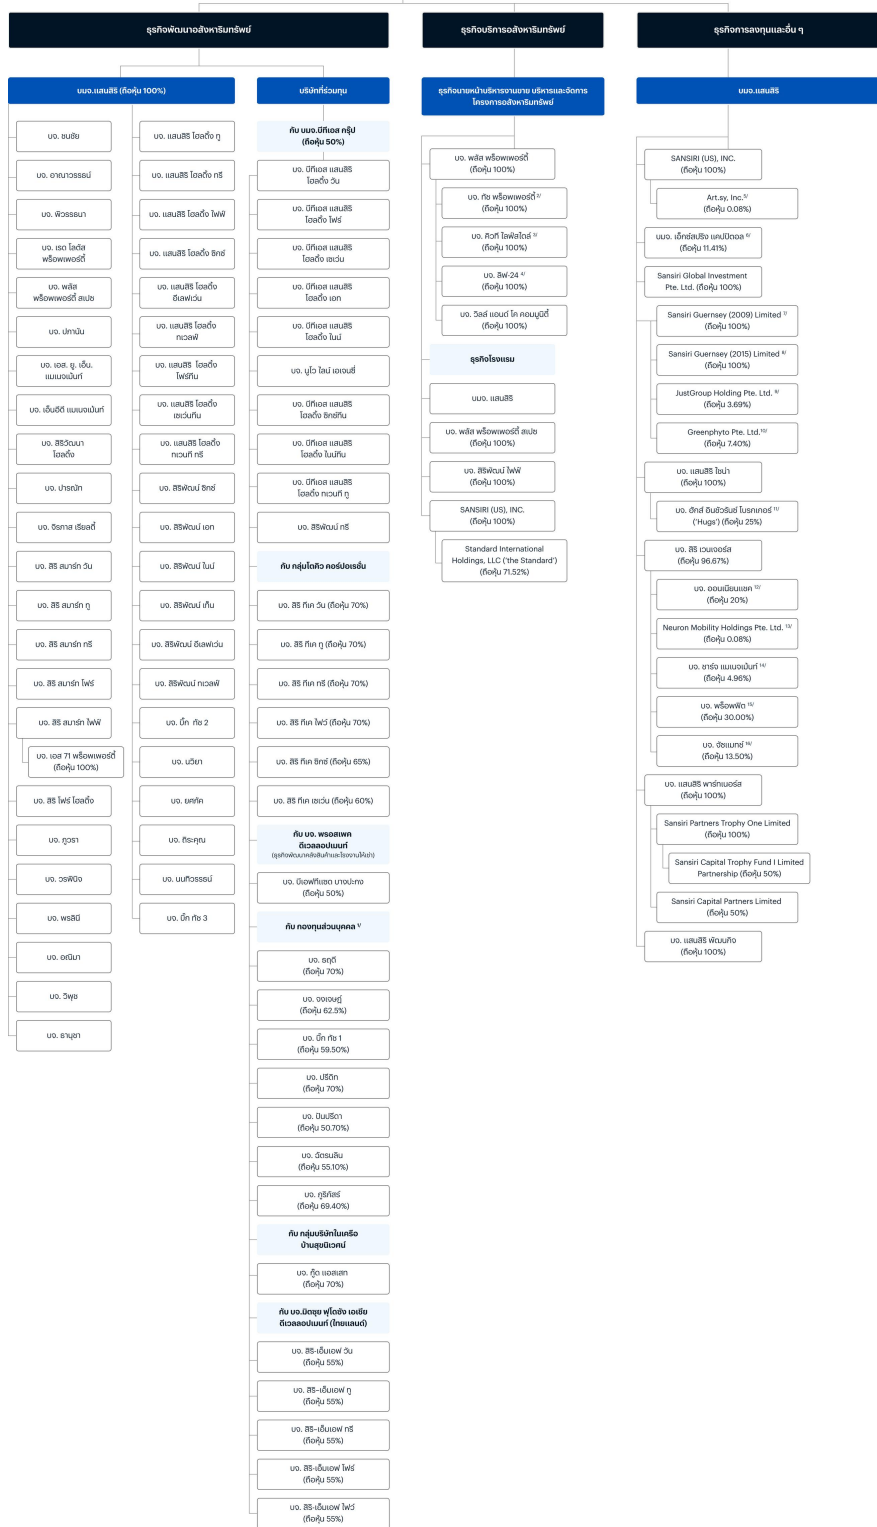 ธุรกิจพัฒนาอสังหาริมทรัพย์
บมจ.แสนสิริ (ถือหุ้น 100%)
บจ. ชนชัย
บจ. อาณาวรรธน์
บจ. พิวรรธนา
บจ. เรด โลตัส
พร็อพเพอร์ตี้
บจ. พลัส
พร็อพเพอร์ตี้ สเปซ
บจ. ปภานัน
บจ. เอส. ยู. เอ็น.
แมเนจเม้นท์
บจ. เอ็นอีดี แมเนจเม้นท์
บจ. สิริวัฒนา
โฮลดิ้ง
บจ. ปารณัท
บจ. จิรภาส เรียลตี้
บจ. สิริ สมาร์ท วัน
บจ. สิริ สมาร์ท ทู
บจ. สิริ สมาร์ท ทรี
บจ. สิริ สมาร์ท โฟร์
บจ. สิริ สมาร์ท ไฟฟ์
บจ. เอส 71 พร็อพเพอร์ตี้
(ถือหุ้น 100%)
บจ. สิริ โฟร์ โฮลดิ้ง
บจ. ภูวรา
บจ. วรพินิจ
บจ. พรสินี
บจ. อณิมา
บจ. วิพุช
บจ. ธานุชา
บจ. แสนสิริ โฮลดิ้ง ทู
บจ. แสนสิริ โฮลดิ้ง ทรี
บจ. แสนสิริ โฮลดิ้ง ไฟฟ์
บจ. แสนสิริ โฮลดิ้ง ซิกซ์
บจ. แสนสิริ โฮลดิ้ง
อีเลฟเว่น
บจ. แสนสิริ โฮลดิ้ง
ทเวลฟ์
บจ. แสนสิริ โฮลดิ้ง
โฟร์ทีน
บจ. แสนสิริ โฮลดิ้ง
เซเว่นทีน
บจ. แสนสิริ โฮลดิ้ง
ทเวนที ทรี
บจ. สิริพัฒน์ ซิกซ์
บจ. สิริพัฒน์ เอท
บจ. สิริพัฒน์ ไนน์
บจ. สิริพัฒน์ เท็น
บจ. สิริพัฒน์ อีเลฟเว่น
บจ. สิริพัฒน์ ทเวลฟ์
บจ. บิ๊ก ทัช 2
บจ. นวิยา
บจ. ยศภัค
บจ. ถิระคุณ
บจ. นนทิวรรธน์
บจ. บิ๊ก ทัช 3
บริษัทที่ร่วมทุน
กับ บมจ.บีทีเอส กรุ๊ป
(ถือหุ้น 50%)
บจ. บีทีเอส แสนสิริ
โฮลดิ้ง วัน
บจ. บีทีเอส แสนสิริ
โฮลดิ้ง โฟร์
บจ. บีทีเอส แสนสิริ
โฮลดิ้ง เซเว่น
บจ. บีทีเอส แสนสิริ
โฮลดิ้ง เอท
บจ. บีทีเอส แสนสิริ
โฮลดิ้ง ไนน์
บจ. นูโว ไลน์ เอเจนซี่
บจ. บีทีเอส แสนสิริ
โฮลดิ้ง ซิกซ์ทีน
บจ. บีทีเอส แสนสิริ
โฮลดิ้ง ไนน์ทีน
บจ. บีทีเอส แสนสิริ
โฮลดิ้ง ทเวนที ทู
บจ. สิริพัฒน์ ทรี
กับ กลุ่มโตคิว คอร์ปอเรชั่น
บจ. สิริ ทีเค วัน (ถือหุ้น 70%)
บจ. สิริ ทีเค ทู (ถือหุ้น 70%)
บจ. สิริ ทีเค ทรี (ถือหุ้น 70%)
บจ. สิริ ทีเค ไฟว์ (ถือหุ้น 70%)
บจ. สิริ ทีเค ซิกซ์ (ถือหุ้น 65%)
บจ. สิริ ทีเค เซเว่น (ถือหุ้น 60%)
กับ บจ. พรอสเพค
ดีเวลลอปเมนท์
(ธุรกิจพัฒนาคลังสินค้าและโรงงานให้เช่า)
บจ. บีเอฟทีแซด บางปะกง
(ถือหุ้น 50%)
กับ กองทุนส่วนบุคคล 1/
บจ. ธฤดี
(ถือหุ้น 70%)
บจ. จงเจษฎ์
(ถือหุ้น 62.5%)
บจ. บิ๊ก ทัช 1
(ถือหุ้น 59.50%)
บจ. ปรีดิท
(ถือหุ้น 70%)
บจ. ปันปรีดา
(ถือหุ้น 50.70%)
บจ. ฉัตรนลิน
(ถือหุ้น 55.10%)
บจ. ภูริภัสร์
(ถือหุ้น 69.40%)
กับ กลุ่มบริษัทในเครือ
บ้านสุขนิเวศน์
บจ. กู๊ด แอสเสท
(ถือหุ้น 70%)
กับ บจ.มิตซุย ฟูโดซัง เอเชีย
ดีเวลลอปเมนท์ (ไทยแลนด์)
บจ. สิริ-เอ็มเอฟ วัน
(ถือหุ้น 55%)
บจ. สิริ-เอ็มเอฟ ทู
(ถือหุ้น 55%)
บจ. สิริ-เอ็มเอฟ ทรี
(ถือหุ้น 55%)
บจ. สิริ-เอ็มเอฟ โฟร์
(ถือหุ้น 55%)
บจ. สิริ-เอ็มเอฟ ไฟว์
(ถือหุ้น 55%)
ธุรกิจบริการอสังหาริมทรัพย์
ธุรกิจนายหน้าบริหารงานขาย บริหารและจัดการ
โครงการอสังหาริมทรัพย์
บจ. พลัส พร็อพเพอร์ตี้
(ถือหุ้น 100%)
บจ. ทัช พร็อพเพอร์ตี้ 2/
(ถือหุ้น 100%)
บจ. คิวที ไลฟ์สไตล์ 3/
(ถือหุ้น 100%)
บจ. ลิฟ-24 4/
(ถือหุ้น 100%)
บจ. วิลล์ แอนด์ โค คอมมูนิตี้
(ถือหุ้น 100%)
ธุรกิจโรงแรม
บมจ. แสนสิริ
บจ. พลัส พร็อพเพอร์ตี้ สเปซ
(ถือหุ้น 100%)
บจ. สิริพัฒน์ ไฟฟ์
(ถือหุ้น 100%)
SANSIRI (US), INC.
(ถือหุ้น 100%)
Standard International
Holdings, LLC ('the Standard')
(ถือหุ้น 71.52%)
ธุรกิจการลงทุนและอื่น ๆ
บมจ.แสนสิริ
SANSIRI (US), INC.
(ถือหุ้น 100%)
Art.sy, Inc.5/
(ถือหุ้น 0.08%)
บมจ. เอ็กซ์สปริง แคปปิตอล 6/
(ถือหุ้น 11.41%)
Sansiri Global Investment
Pte. Ltd. (ถือหุ้น 100%)
Sansiri Guernsey (2009) Limited 7/
(ถือหุ้น 100%)
Sansiri Guernsey (2015) Limited 8/
(ถือหุ้น 100%)
JustGroup Holding Pte. Ltd. 9/
(ถือหุ้น 3.69%)
Greenphyto Pte. Ltd.10/
(ถือหุ้น 7.40%)
บจ. แสนสิริ ไชน่า
(ถือหุ้น 100%)
บจ. ฮักส์ อินชัวรันซ์ โบรกเกอร์ 11/
('Hugs') (ถือหุ้น 25%)
บจ. สิริ เวนเจอร์ส
(ถือหุ้น 96.67%)
บจ. ออนเนียนแชค 12/
(ถือหุ้น 20%)
Neuron Mobility Holdings Pte. Ltd. 13/
(ถือหุ้น 0.08%)
บจ. ชาร์จ แมเนจเม้นท์ 14/
(ถือหุ้น 4.96%)
บจ. พร็อพฟิต 15/
(ถือหุ้น 30.00%)
บจ. จัซแมทช์ 16/
(ถือหุ้น 13.50%)
บจ. แสนสิริ พาร์ทเนอร์ส
(ถือหุ้น 100%)
Sansiri Partners Trophy One Limited
(ถือหุ้น 100%)
Sansiri Capital Trophy Fund I Limited
Partnership (ถือหุ้น 50%)
Sansiri Capital Partners Limited
(ถือหุ้น 50%)
บจ. แสนสิริ พัฒนกิจ
(ถือหุ้น 100%)